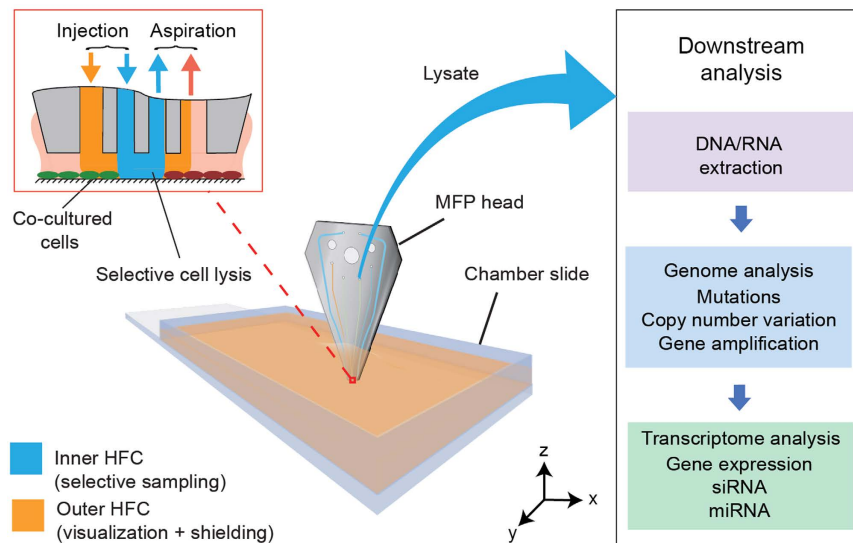 Injection Aspiration
Co-cultured
cells
Selective cell lysis
Lysate
MFP head
Chamber slide
Inner HFC
(selective sampling)
Outer HFC
(visualization + shielding)
z
x
y
Downstream
analysis
DNA/RNA
extraction
Genome analysis
Mutations
Copy number variation
Gene amplification
Transcriptome analysis
Gene expression
siRNA
miRNA